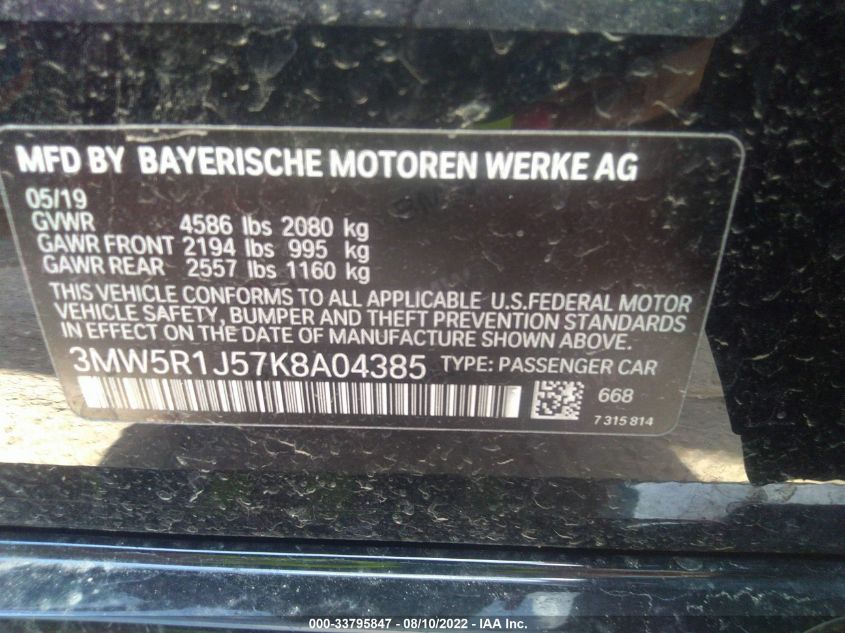 MFD BY BAYERISCHE MOTOREN WERKE AG
05/19
GVWR 4586 lbs 2080 kg
GAWR FRONT 2194 lbs 995 kg
GAWR REAR 2557 lbs 1160 kg
THIS VEHICLE CONFORMS TO ALL APPLICABLE U.S.FEDERAL MOTOR
VEHICLE SAFETY, BUMPER AND THEFT PREVENTION STANDARDS
IN EFFECT ON THE DATE OF MANUFACTURE SHOWN ABOVE.
3MW5R1J57K8A04385 TYPE: PASSENGER CAR
668
7 315 814
000-33795847 - 08/10/2022 - IAA Inc.